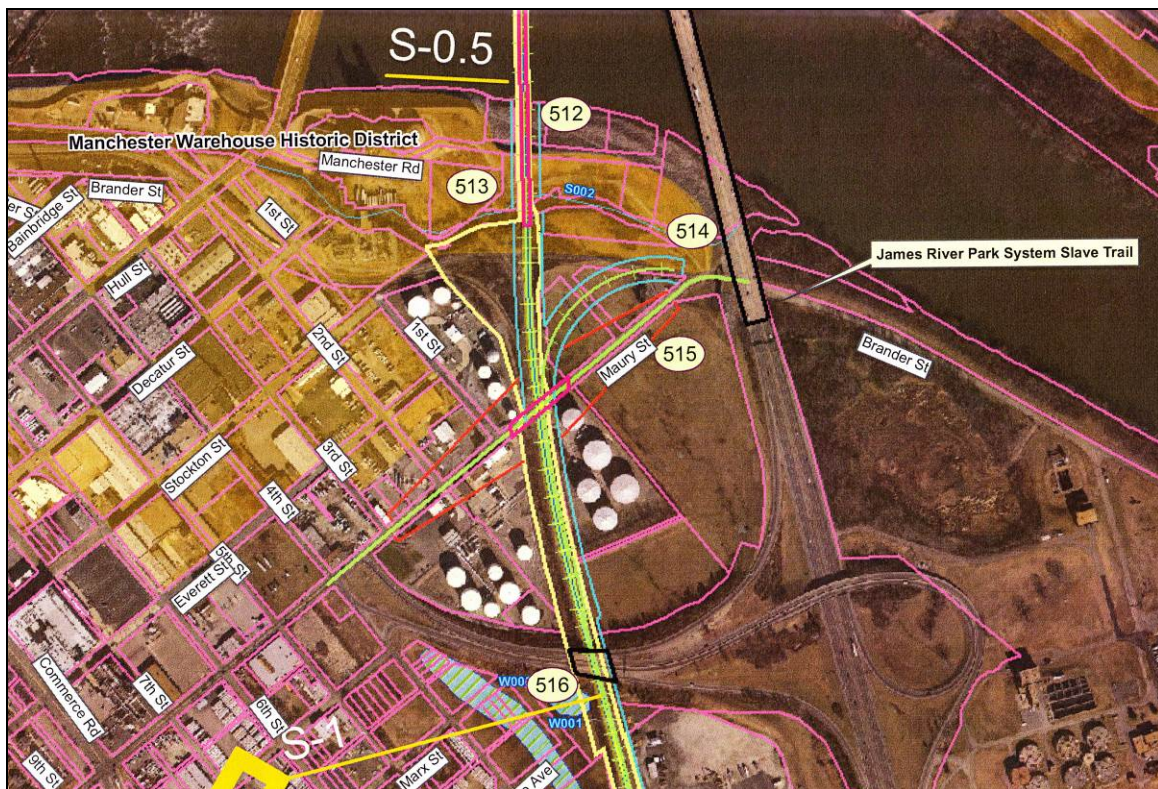 S-0.5
512
Manchester Warehouse Historic District
Manchester Rd
513
Brander St
Bainbridge St
1st St
S002
514
James River Park System Slave Trail
Hull St
2nd St
1st St
Decatur St
Maury St
515
Brander St
Stockton St
3rd St
4th St
5th St
Everett St
Commerce Rd
7th St
6th St
516
W001
S-1
9th St
Marx St
Ave